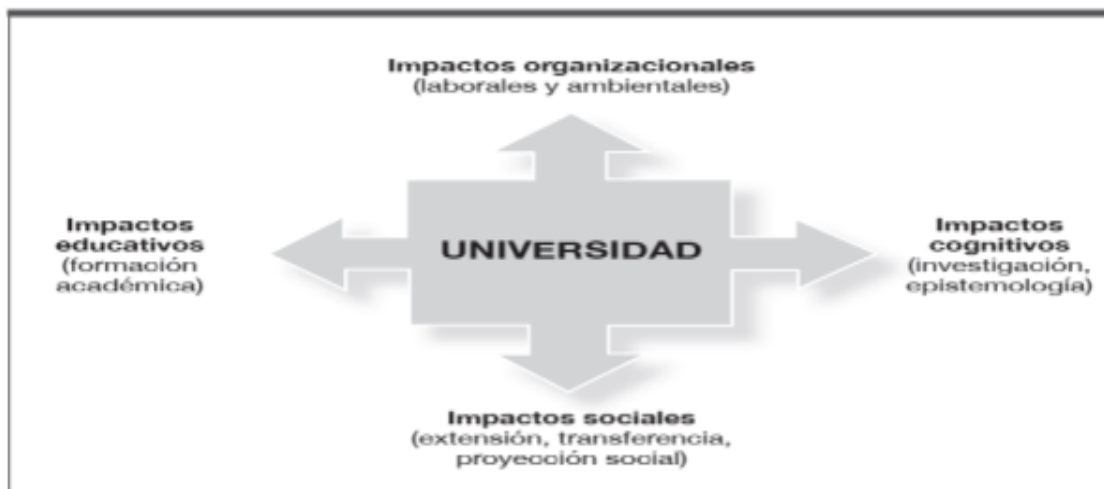 Impactos organizacionales
(laborales y ambientales)
Impactos
educativos
(formación
académica)
UNIVERSIDAD
Impactos
cognitivos
(investigación,
epistemología)
Impactos sociales
(extensión, transferencia,
proyección social)